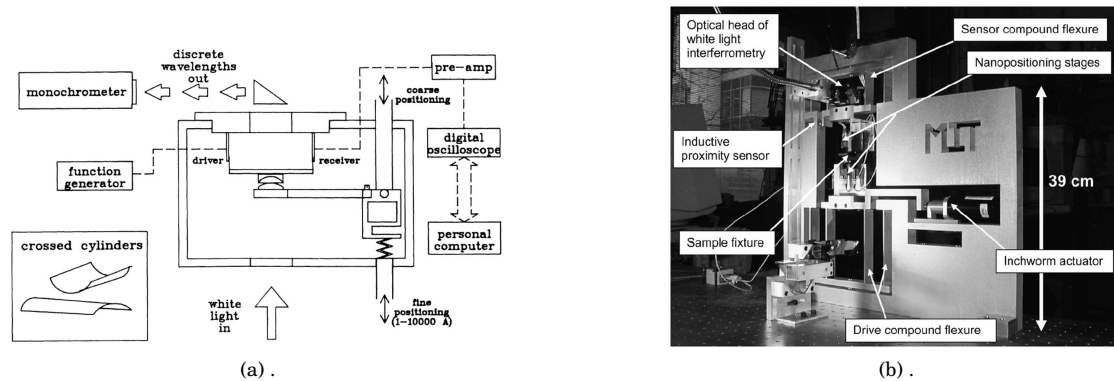 discrete
wavelengths
out
monochrometer
pre-amp
coarse
positioning
driver
receiver
digital
oscilloscope
function
generator
personal
computer
crossed cylinders
white
light
in
fine
positioning
(1-10000 Å)
(a) .
Optical head of
white light
interferometry
Sensor compound flexure
Nanopositioning stages
MIT
Inductive
proximity sensor
39 cm
Sample fixture
Inchworm actuator
Drive compound flexure
(b) .